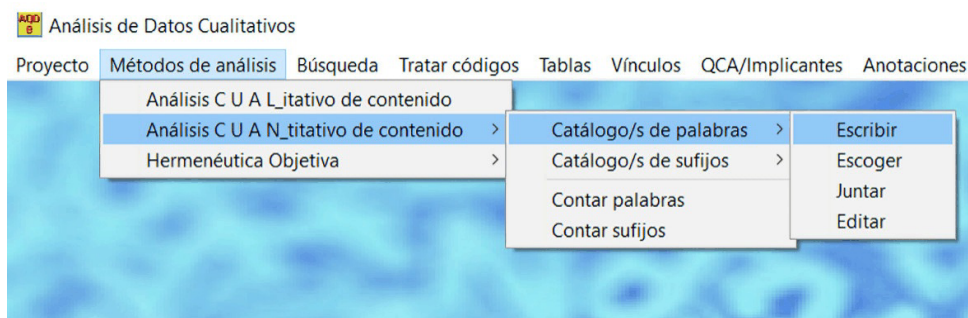 AQD
8
Análisis de Datos Cualitativos
Proyecto Métodos de análisis Búsqueda Tratar códigos Tablas Vínculos QCA/Implicantes Anotaciones
Análisis C U A L_itativo de contenido
Análisis C U A N_titativo de contenido >
Hermenéutica Objetiva >
Catálogo/s de palabras >
Catálogo/s de sufijos >
Contar palabras
Contar sufijos
Escribir
Escoger
Juntar
Editar